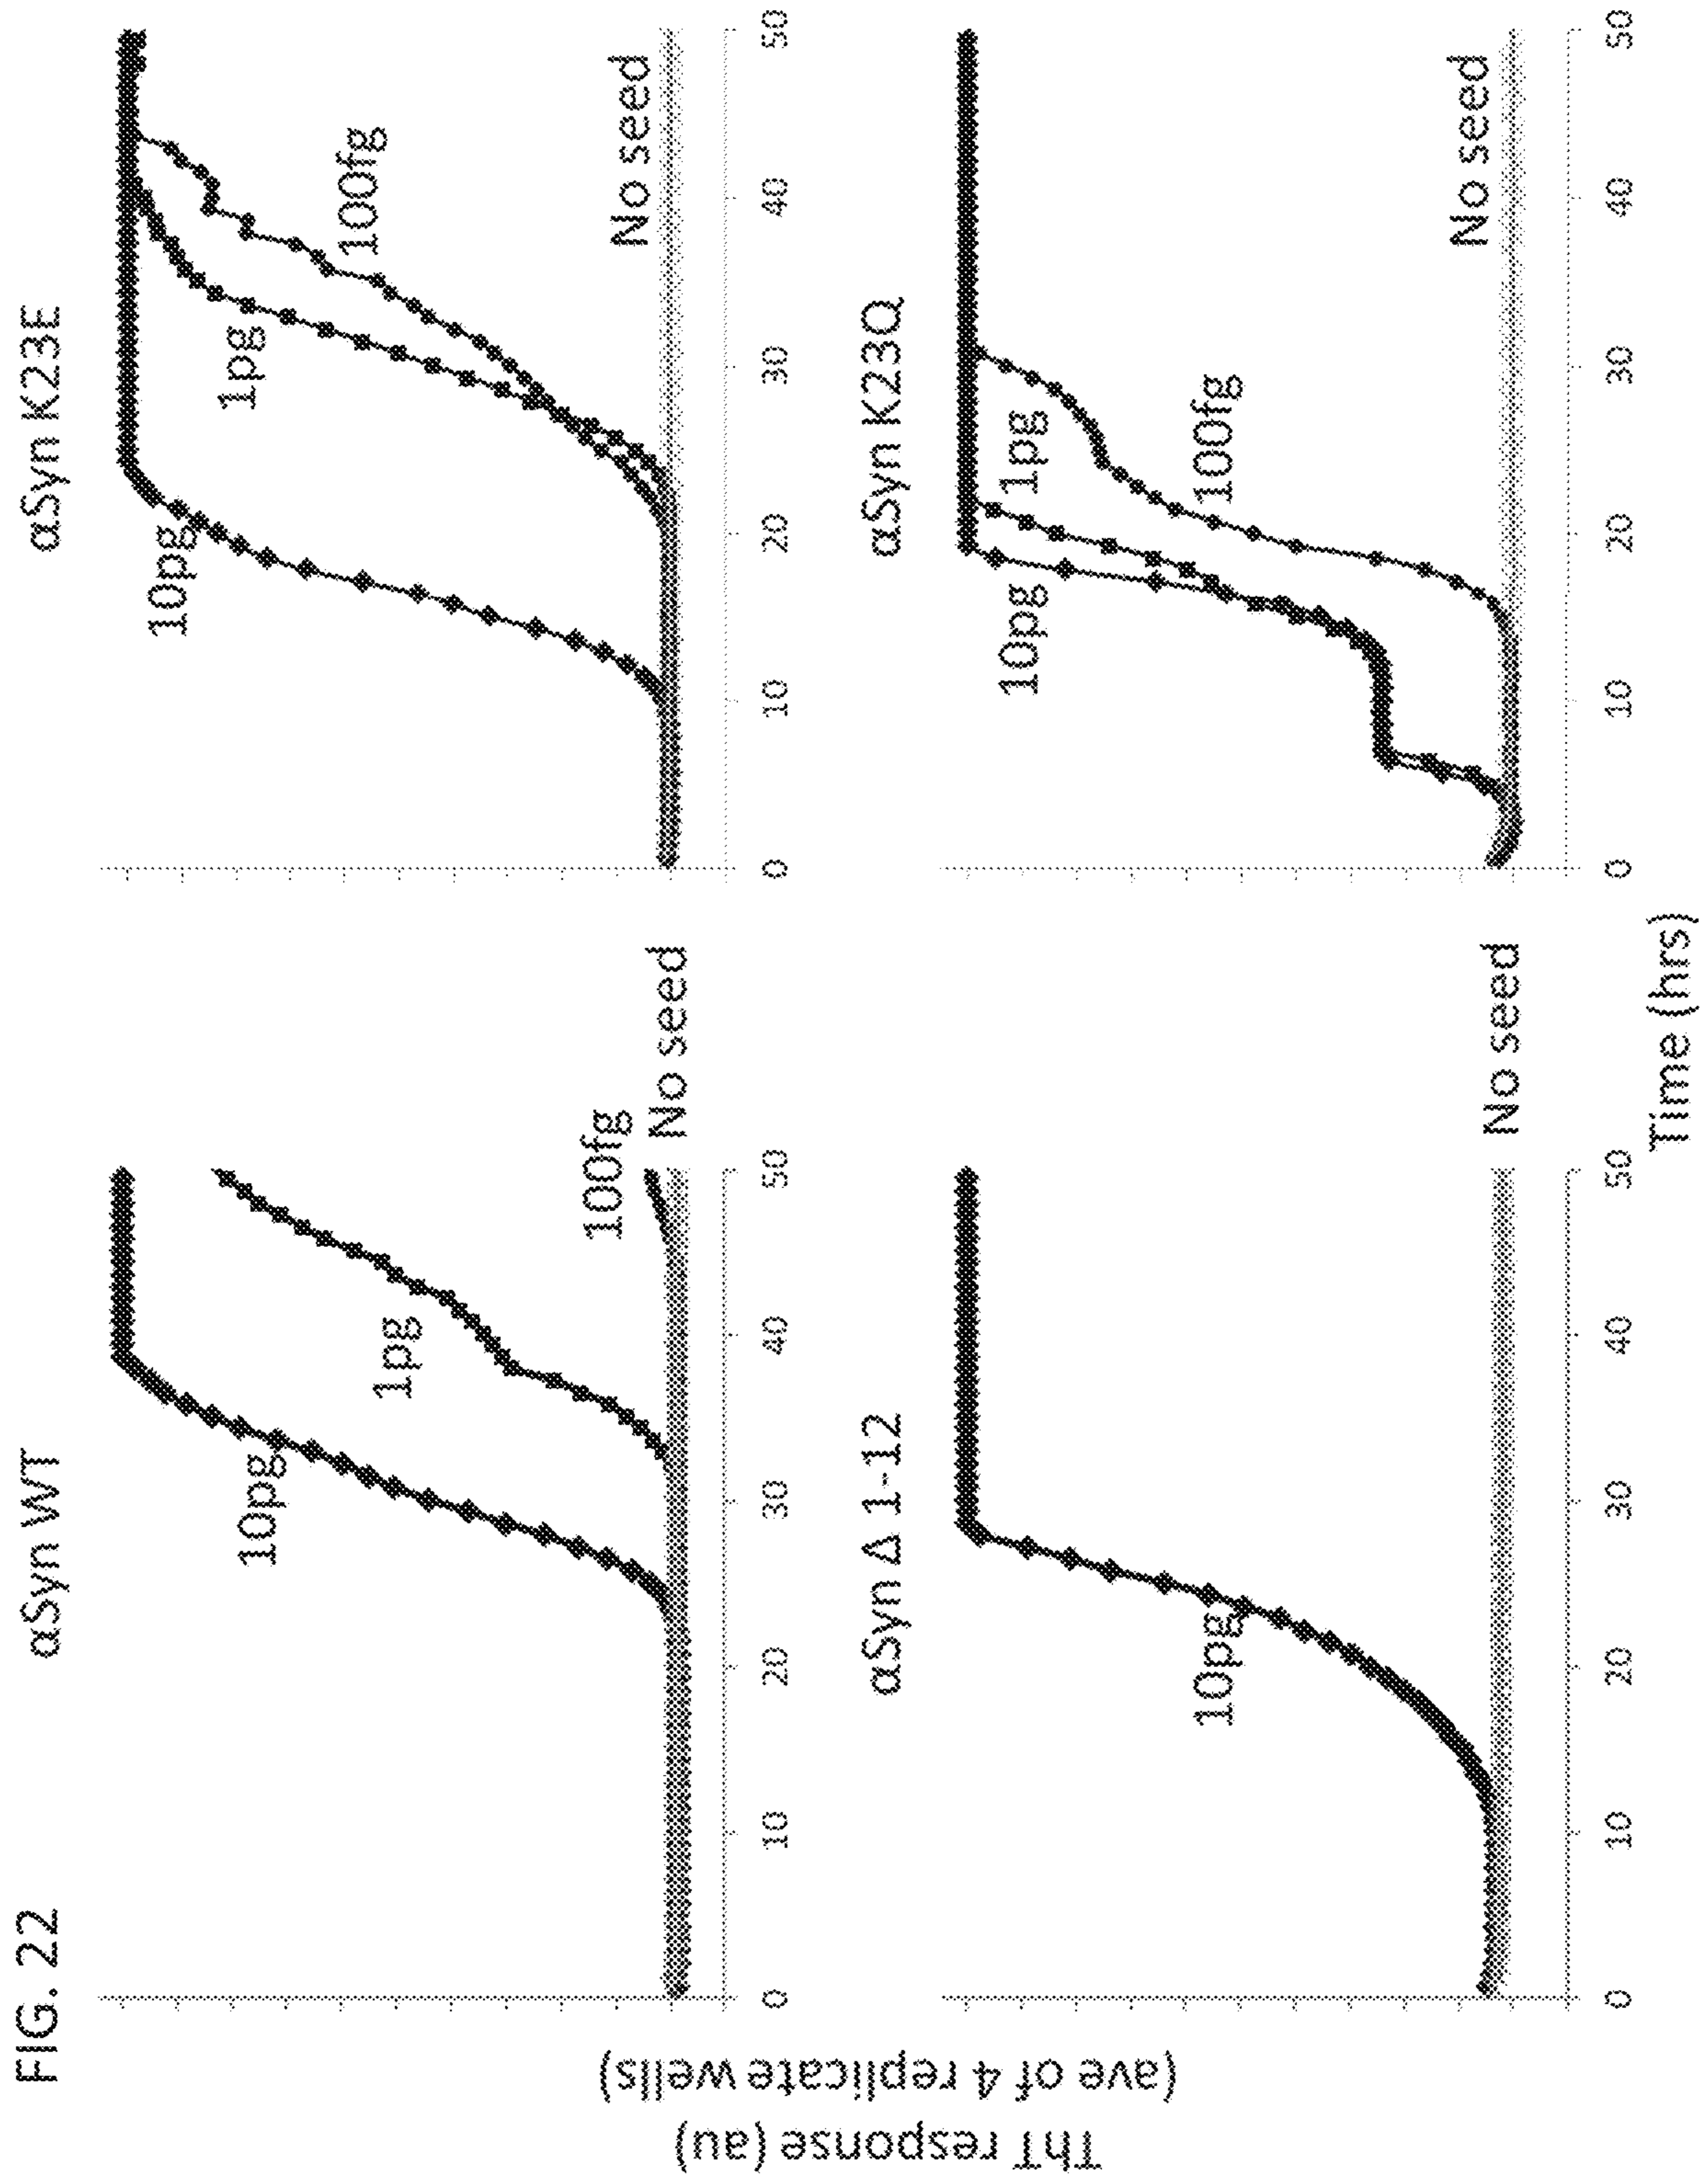 FIG. 22
αSyn WT
αSyn K23E
10pg
1pg
100fg
No seed
10pg
1pg
100fg
No seed
0 10 20 30 40 50
0 10 20 30 40 50
αSyn Δ 1-12
αSyn K23Q
10pg
No seed
10pg
1pg
100fg
No seed
0 10 20 30 40 50
0 10 20 30 40 50
Time (hrs)
ThT response (au)
(ave of 4 replicate wells)